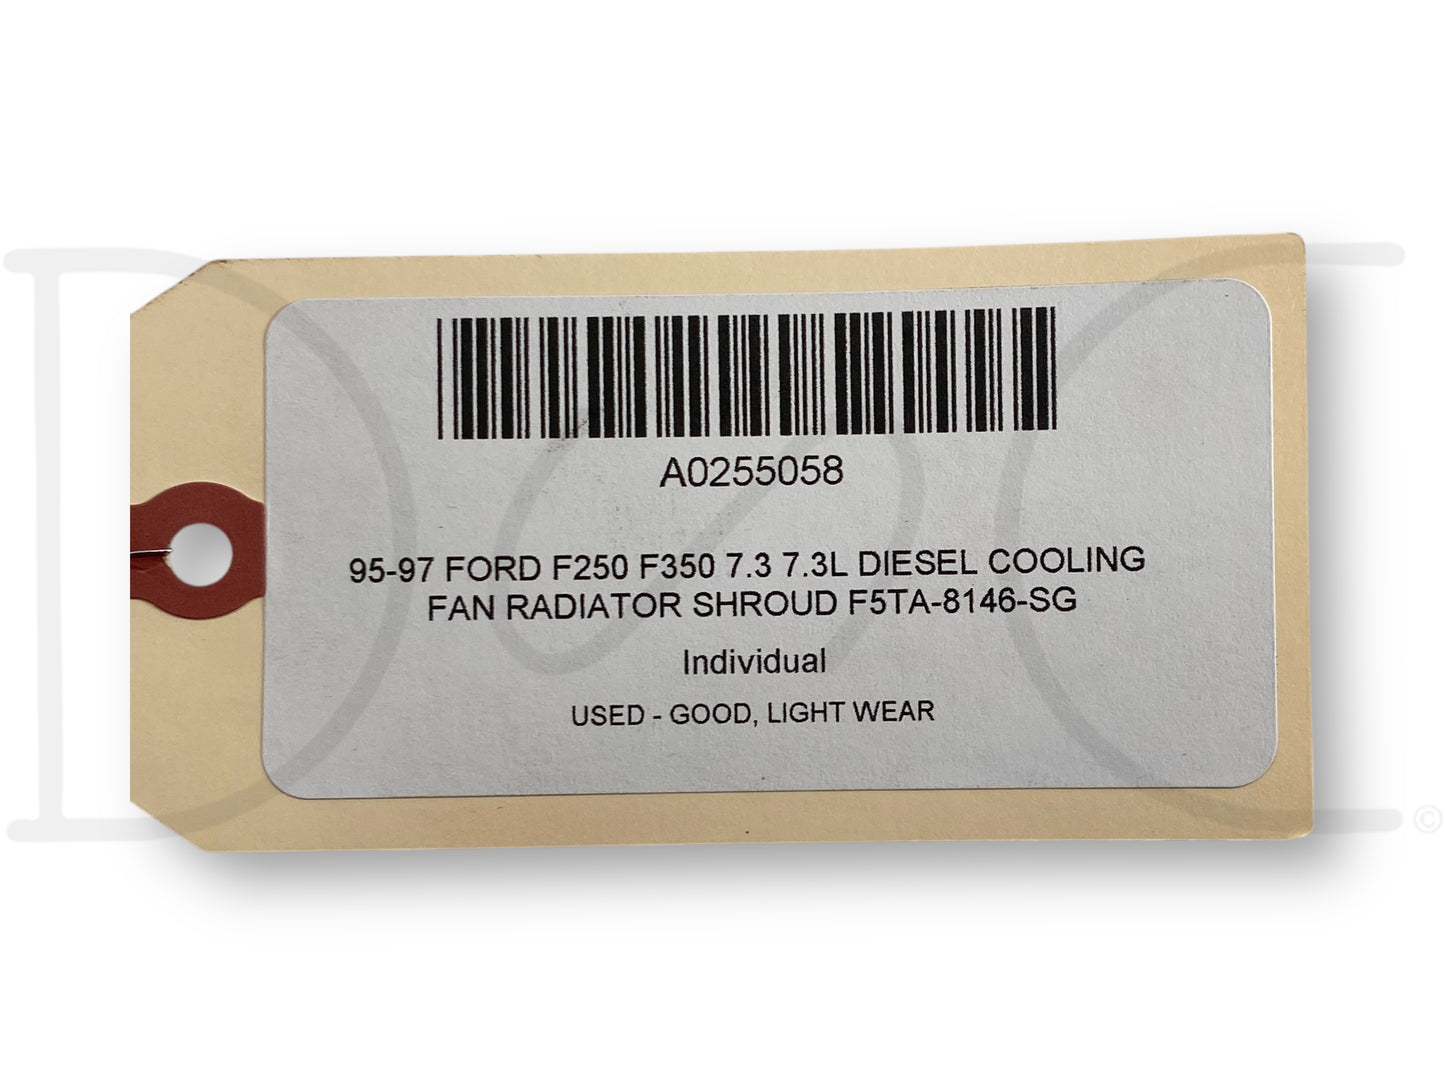 A0255058
95-97 FORD F250 F350 7.3 7.3L DIESEL COOLING
FAN RADIATOR SHROUD F5TA-8146-SG
Individual
USED - GOOD, LIGHT WEAR
©